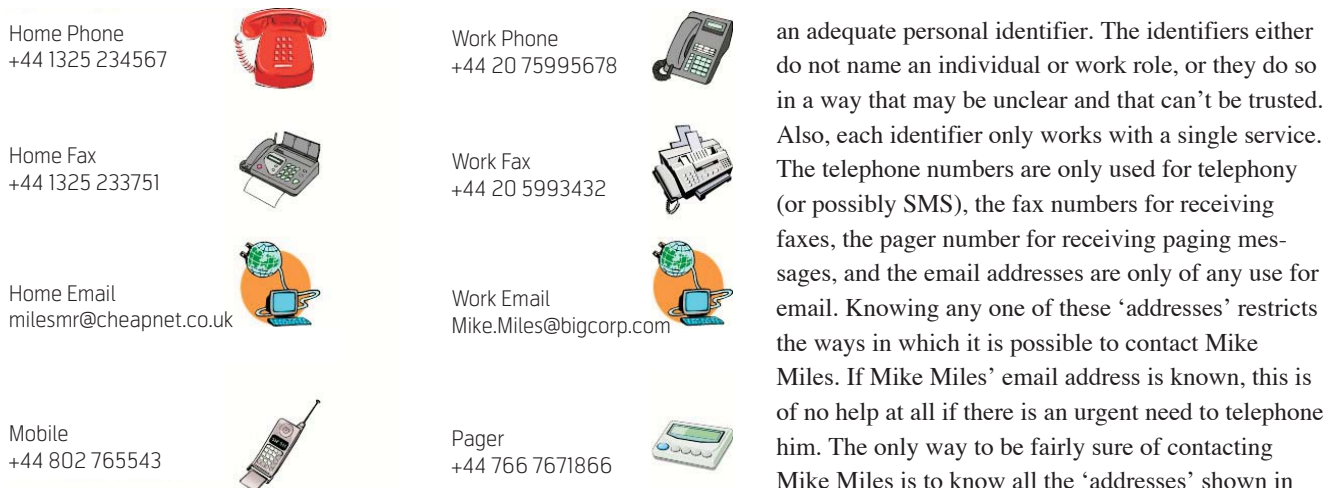 Home Phone
+44 1325 234567
Work Phone
+44 20 75995678
Home Fax
+44 1325 233751
Work Fax
+44 20 5993432
Home Email
milesmr@cheapnet.co.uk
Work Email
Mike.Miles@bigcorp.com
Mobile
+44 802 765543
Pager
+44 766 7671866
an adequate personal identifier. The identifiers either
do not name an individual or work role, or they do so
in a way that may be unclear and that can’t be trusted.
Also, each identifier only works with a single service.
The telephone numbers are only used for telephony
(or possibly SMS), the fax numbers for receiving
faxes, the pager number for receiving paging mes-
sages, and the email addresses are only of any use for
email. Knowing any one of these ‘addresses’ restricts
the ways in which it is possible to contact Mike
Miles. If Mike Miles’ email address is known, this is
of no help at all if there is an urgent need to telephone
him. The only way to be fairly sure of contacting
Mike Miles is to know all the ‘addresses’ shown in